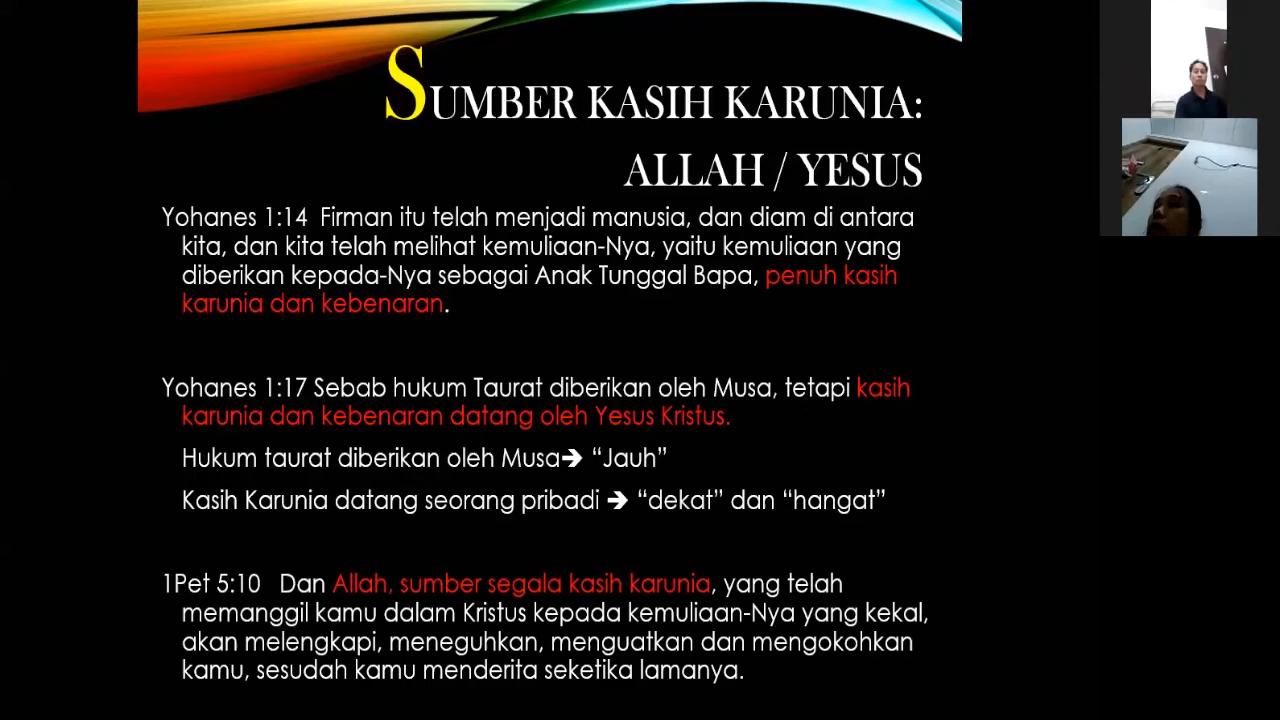 SUMBER KASIH KARUNIA:
ALLAH / YESUS
Yohanes 1:14 Firman itu telah menjadi manusia, dan diam di antara
kita, dan kita telah melihat kemuliaan-Nya, yaitu kemuliaan yang
diberikan kepada-Nya sebagai Anak Tunggal Bapa, penuh kasih
karunia dan kebenaran.
Yohanes 1:17 Sebab hukum Taurat diberikan oleh Musa, tetapi kasih
karunia dan kebenaran datang oleh Yesus Kristus.
Hukum taurat diberikan oleh Musa➔ “Jauh”
Kasih Karunia datang seorang pribadi ➔ “dekat” dan “hangat”
1Pet 5:10 Dan Allah, sumber segala kasih karunia, yang telah
memanggil kamu dalam Kristus kepada kemuliaan-Nya yang kekal,
akan melengkapi, meneguhkan, menguatkan dan mengokohkan
kamu, sesudah kamu menderita seketika lamanya.